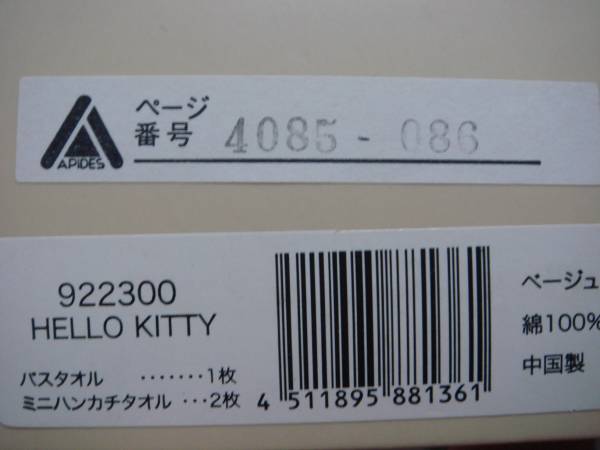 APIDES
ページ
番号 4085 - 086
922300
HELLO KITTY
バスタオル ·······1枚
ミニハンカチタオル ···2枚
4 511895 881361
ベージュ
綿100%
中国製